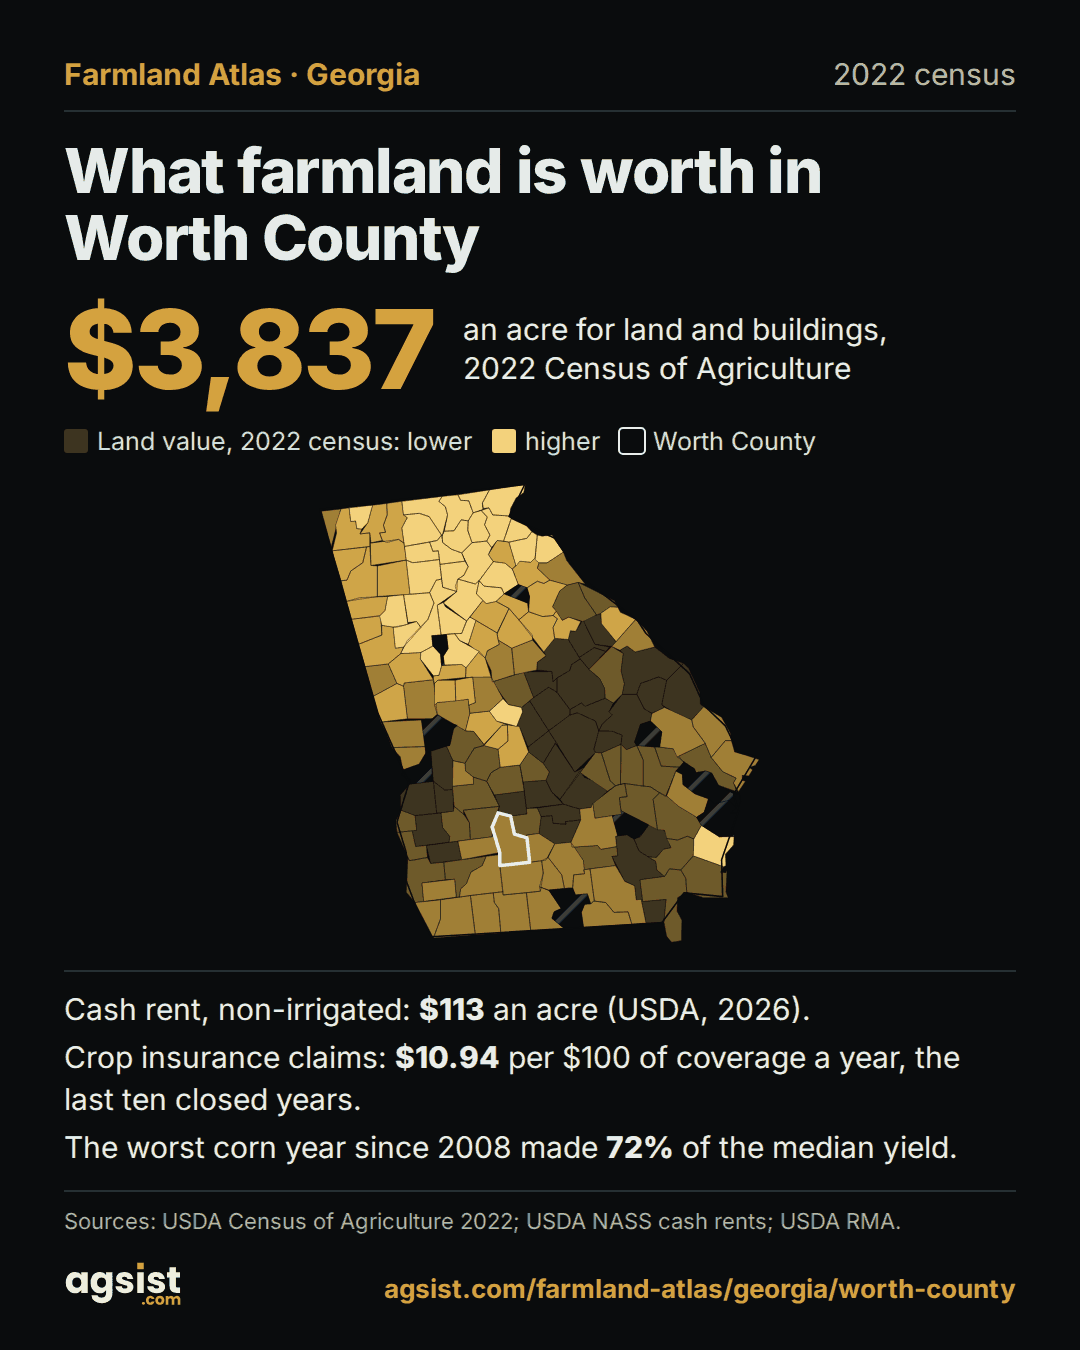 Farmland Atlas · Georgia
2022 census
What farmland is worth in
Worth County
$3,837
an acre for land and buildings,
2022 Census of Agriculture
Land value, 2022 census: lower
higher
Worth County
Cash rent, non-irrigated: $113 an acre (USDA, 2026).
Crop insurance claims: $10.94 per $100 of coverage a year, the
last ten closed years.
The worst corn year since 2008 made 72% of the median yield.
Sources: USDA Census of Agriculture 2022; USDA NASS cash rents; USDA RMA.
agsist
.com
agsist.com/farmland-atlas/georgia/worth-county